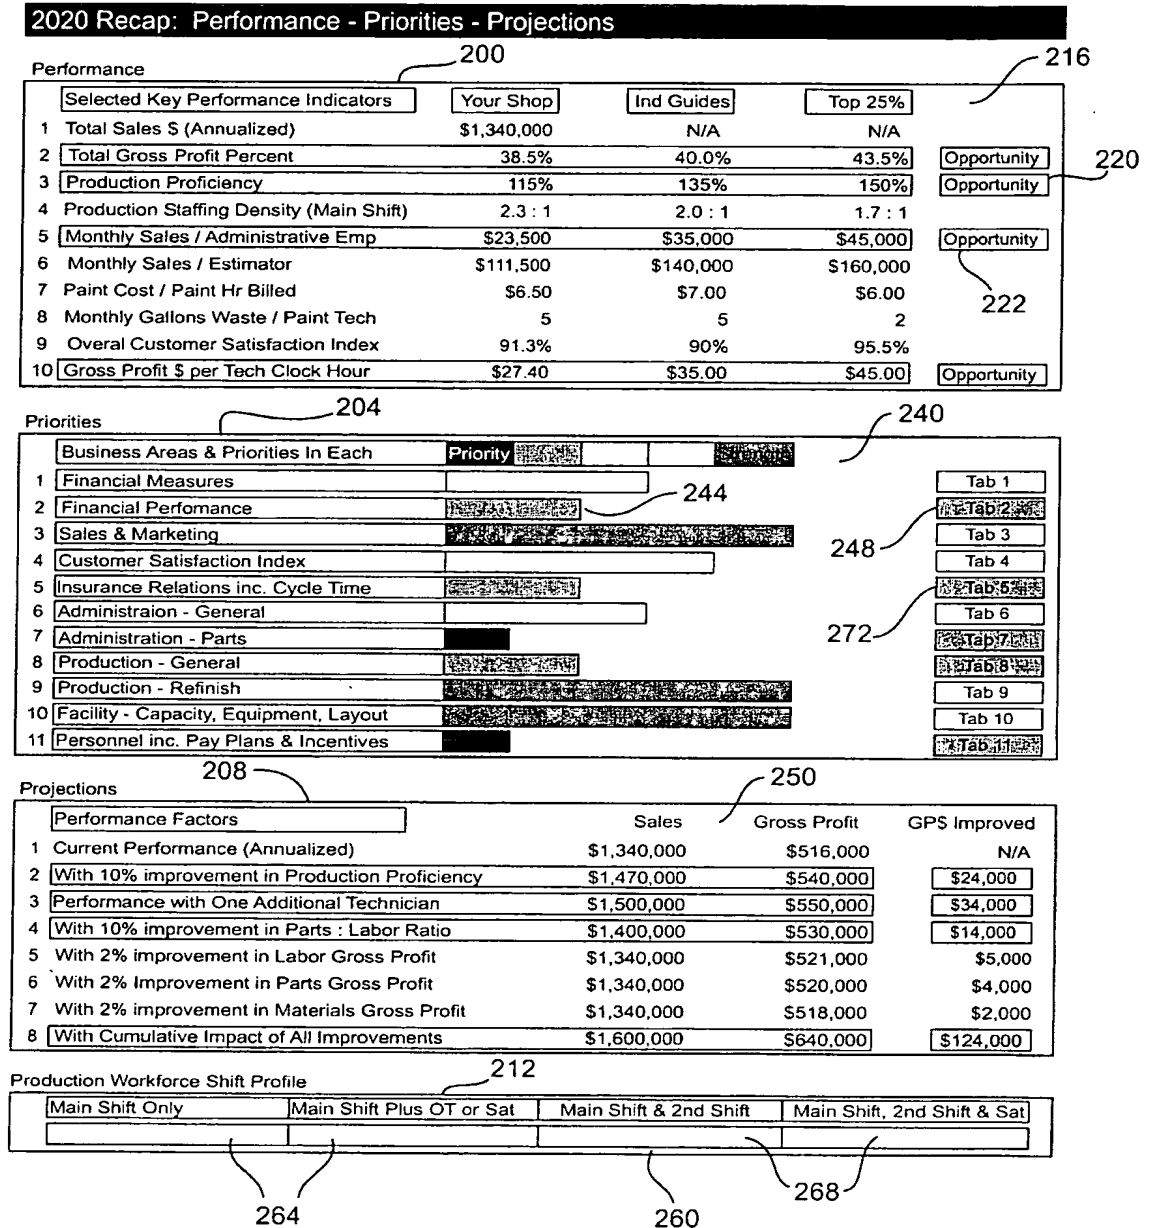 2020 Recap: Performance - Priorities - Projections
200
216
Performance
Selected Key Performance Indicators Your Shop Ind Guides Top 25%
1 Total Sales $ (Annualized) $1,340,000 N/A N/A
2 Total Gross Profit Percent 38.5% 40.0% 43.5% Opportunity
220
3 Production Proficiency 115% 135% 150% Opportunity
4 Production Staffing Density (Main Shift) 2.3 : 1 2.0 : 1 1.7 : 1
5 Monthly Sales / Administrative Emp $23,500 $35,000 $45,000 Opportunity
6 Monthly Sales / Estimator $111,500 $140,000 $160,000
7 Paint Cost / Paint Hr Billed $6.50 $7.00 $6.00
222
8 Monthly Gallons Waste / Paint Tech 5 5 2
9 Overal Customer Satisfaction Index 91.3% 90% 95.5%
10 Gross Profit $ per Tech Clock Hour $27.40 $35.00 $45.00 Opportunity
204
240
Priorities
Business Areas & Priorities In Each Priority Strength
1 Financial Measures Tab 1
244
2 Financial Perfomance Tab 2
3 Sales & Marketing Tab 3
248
4 Customer Satisfaction Index Tab 4
5 Insurance Relations inc. Cycle Time Tab 5
6 Administraion - General Tab 6
272
7 Administration - Parts Tab 7
8 Production - General Tab 8
9 Production - Refinish Tab 9
10 Facility - Capacity, Equipment, Layout Tab 10
11 Personnel inc. Pay Plans & Incentives Tab 11
208
250
Projections
Performance Factors Sales Gross Profit GP$ Improved
1 Current Performance (Annualized) $1,340,000 $516,000 N/A
2 With 10% improvement in Production Proficiency $1,470,000 $540,000 $24,000
3 Performance with One Additional Technician $1,500,000 $550,000 $34,000
4 With 10% improvement in Parts : Labor Ratio $1,400,000 $530,000 $14,000
5 With 2% improvement in Labor Gross Profit $1,340,000 $521,000 $5,000
6 With 2% Improvement in Parts Gross Profit $1,340,000 $520,000 $4,000
7 With 2% improvement in Materials Gross Profit $1,340,000 $518,000 $2,000
8 With Cumulative Impact of All Improvements $1,600,000 $640,000 $124,000
212
Production Workforce Shift Profile
Main Shift Only Main Shift Plus OT or Sat Main Shift & 2nd Shift Main Shift, 2nd Shift & Sat
264
260
268